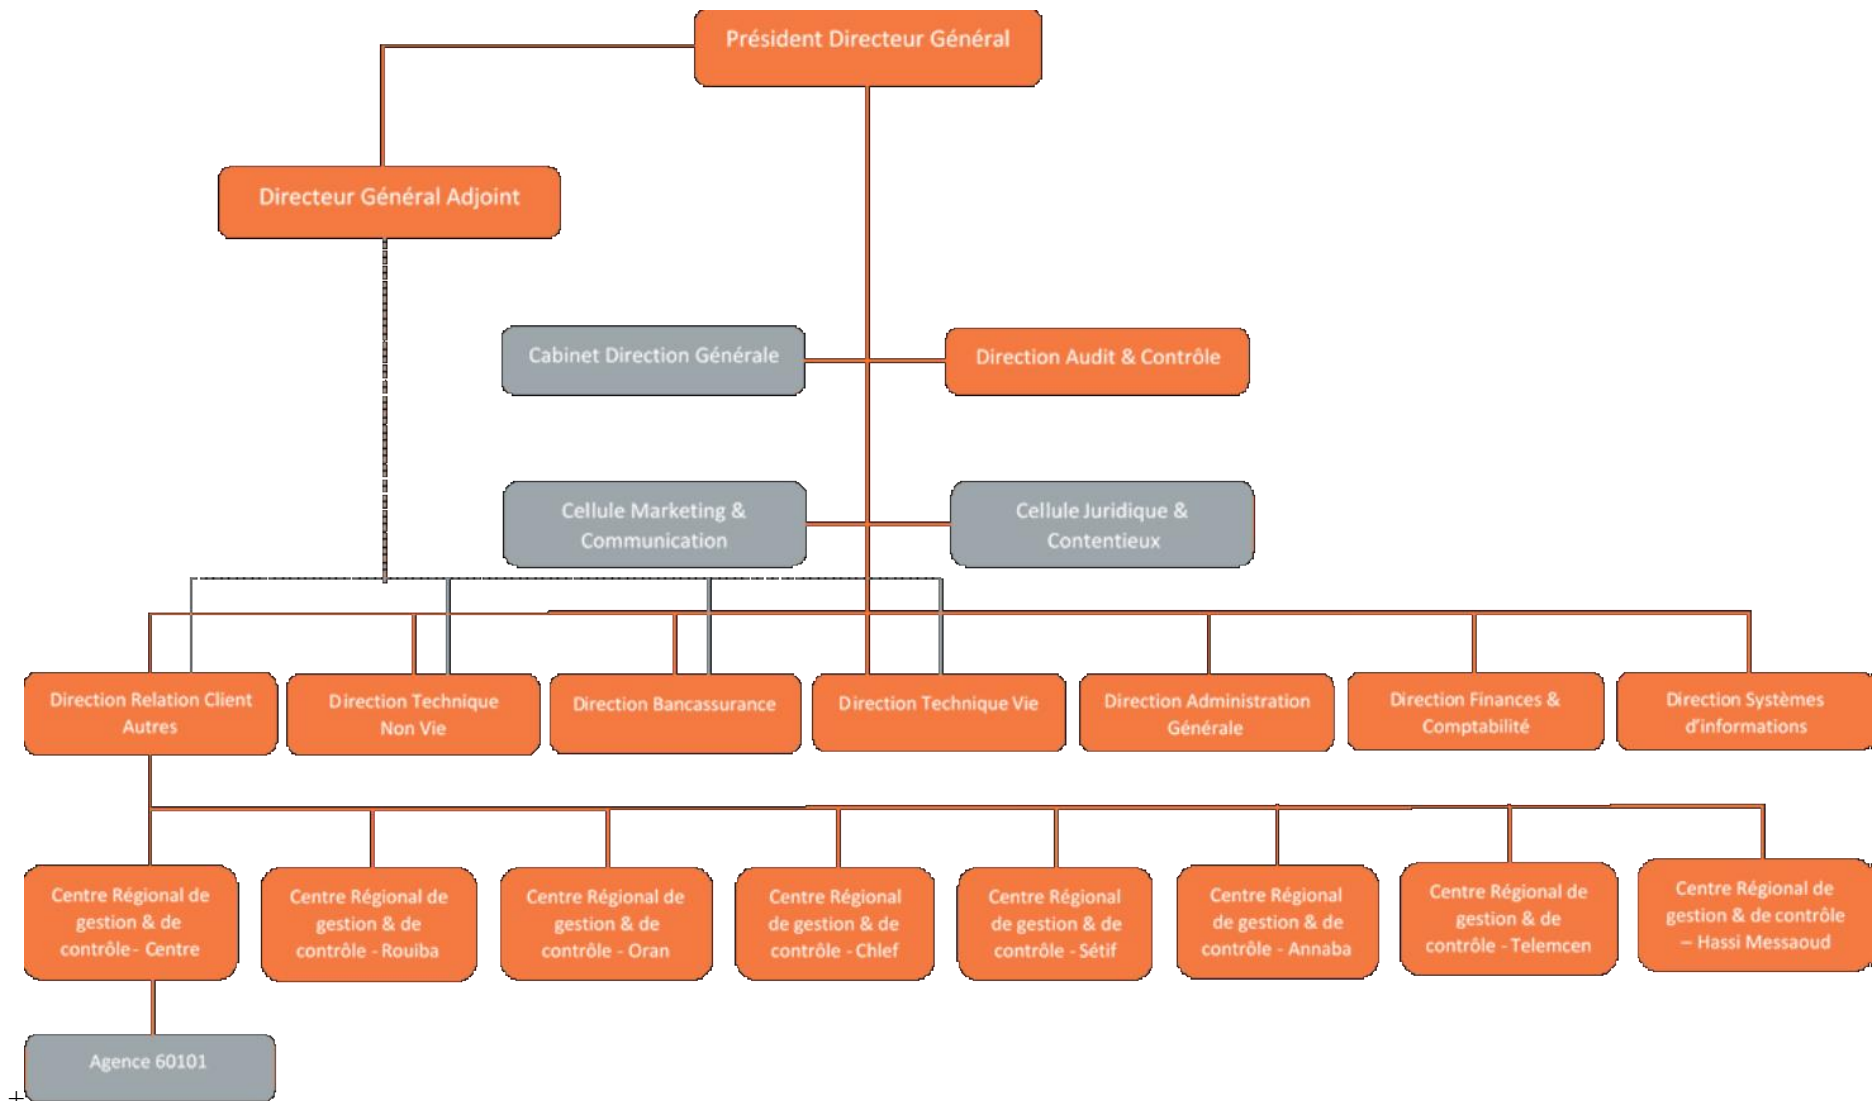 Président Directeur Général
Directeur Général Adjoint
Cabinet Direction Générale
Direction Audit & Contrôle
Cellule Marketing &
Communication
Cellule Juridique &
Contentieux
Direction Relation Client
Autres
Direction Technique
Non Vie
Direction Bancassurance
Direction Technique Vie
Direction Administration
Générale
Direction Finances &
Comptabilité
Direction Systèmes
d'informations
Centre Régional de
gestion & de
contrôle- Centre
Centre Régional de
gestion & de
contrôle - Rouiba
Centre Régional de
gestion & de
contrôle - Oran
Centre Régional
de gestion & de
contrôle - Chlef
Centre Régional
de gestion & de
contrôle - Sétif
Centre Régional
de gestion & de
contrôle - Annaba
Centre Régional de
gestion & de
contrôle - Telemcen
Centre Régional de
gestion & de contrôle
– Hassi Messaoud
Agence 60101